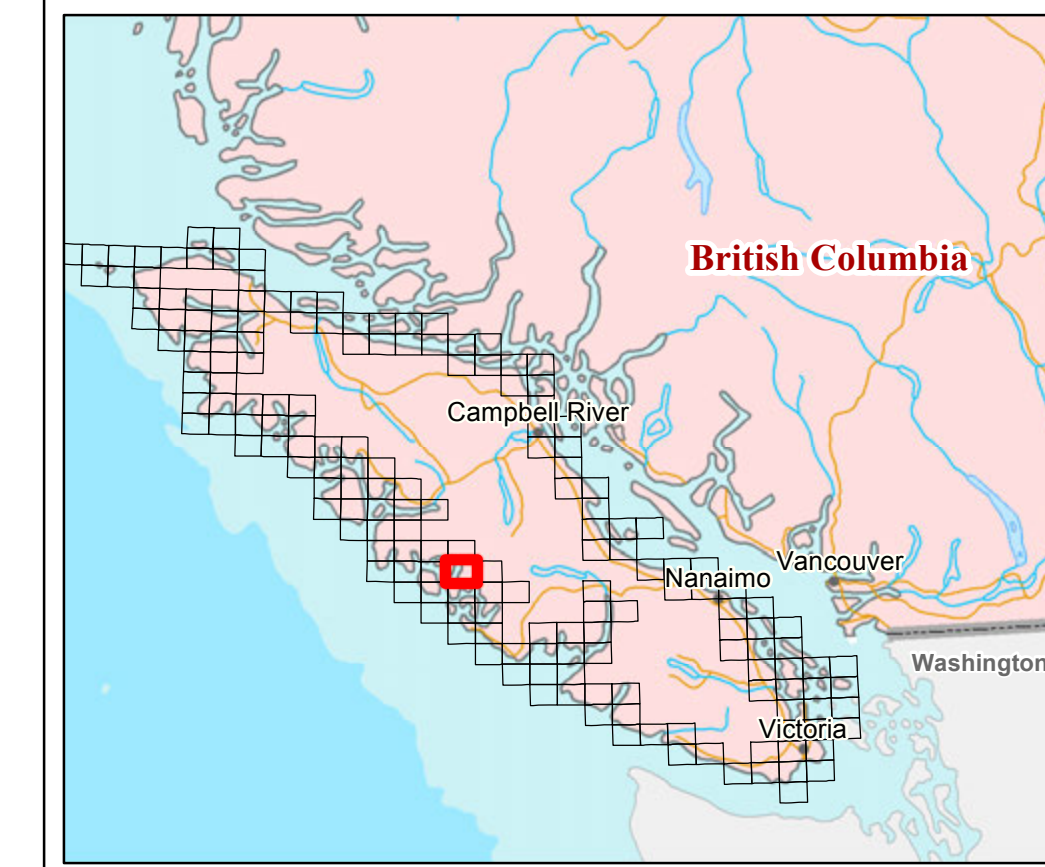 British Columbia
Campbell River
Vancouver
Nanaimo
Washington
Victoria